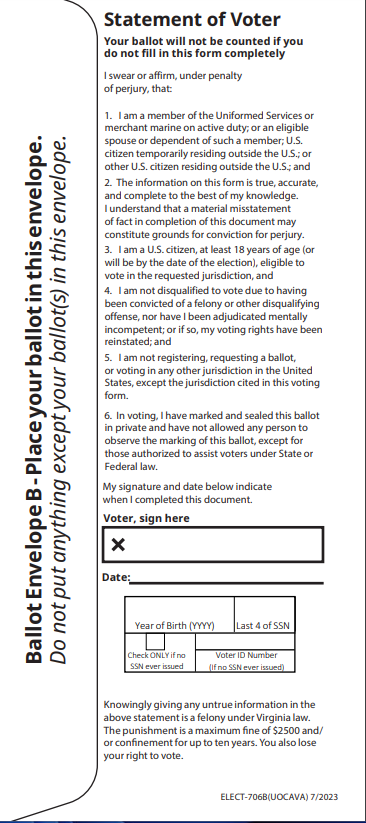 Ballot Envelope B - Place your ballot in this envelope.
Do not put anything except your ballot(s) in this envelope.
Statement of Voter
Your ballot will not be counted if you
do not fill in this form completely
I swear or affirm, under penalty
of perjury, that:
1. I am a member of the Uniformed Services or
merchant marine on active duty; or an eligible
spouse or dependent of such a member; U.S.
citizen temporarily residing outside the U.S.; or
other U.S. citizen residing outside the U.S.; and
2. The information on this form is true, accurate,
and complete to the best of my knowledge.
I understand that a material misstatement
of fact in completion of this document may
constitute grounds for conviction for perjury.
3. I am a U.S. citizen, at least 18 years of age (or
will be by the date of the election), eligible to
vote in the requested jurisdiction, and
4. I am not disqualified to vote due to having
been convicted of a felony or other disqualifying
offense, nor have I been adjudicated mentally
incompetent; or if so, my voting rights have been
reinstated; and
5. I am not registering, requesting a ballot,
or voting in any other jurisdiction in the United
States, except the jurisdiction cited in this voting
form.
6. In voting, I have marked and sealed this ballot
in private and have not allowed any person to
observe the marking of this ballot, except for
those authorized to assist voters under State or
Federal law.
My signature and date below indicate
when I completed this document.
Voter, sign here
X
Date:
Year of Birth (YYYY) Last 4 of SSN
Check ONLY if no
SSN ever issued
Voter ID Number
(If no SSN ever issued)
Knowingly giving any untrue information in the
above statement is a felony under Virginia law.
The punishment is a maximum fine of $2500 and/
or confinement for up to ten years. You also lose
your right to vote.
ELECT-706B(UOCAVA) 7/2023